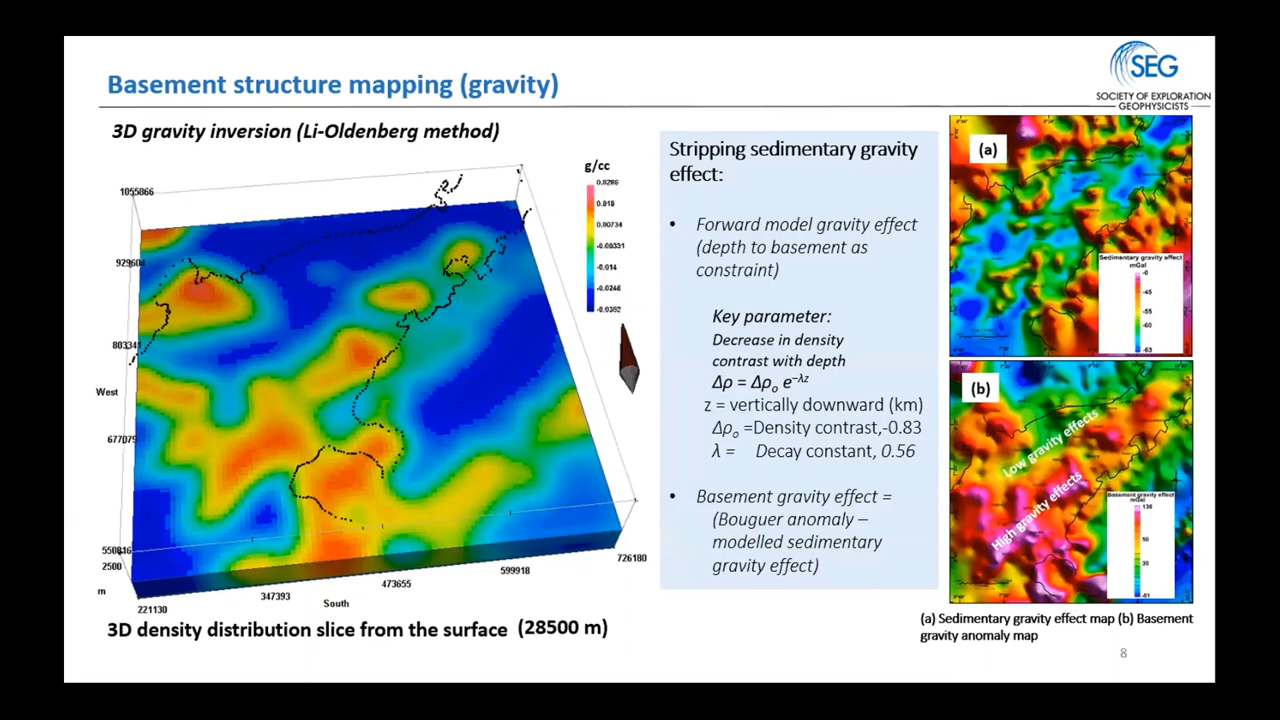 Basement structure mapping (gravity)
SEG
SOCIETY OF EXPLORATION
GEOPHYSICISTS
3D gravity inversion (Li-Oldenberg method)
g/cc
0.0286
0.018
0.00734
-0.00331
-0.014
-0.0246
-0.0352
1055866
929604
803341
West
677079
550816
2500
m
221130
347393
South
473655
599918
726180
3D density distribution slice from the surface (28500 m)
Stripping sedimentary gravity
effect:
• Forward model gravity effect
(depth to basement as
constraint)
Key parameter:
Decrease in density
contrast with depth
Δρ = Δρₒ e⁻λz
z = vertically downward (km)
Δρₒ =Density contrast,-0.83
λ = Decay constant, 0.56
• Basement gravity effect =
(Bouguer anomaly –
modelled sedimentary
gravity effect)
(a)
Sedimentary gravity effect
mGal
-0
-45
-55
-60
-63
(b)
Low gravity effects
High gravity effects
Basement gravity effect
mGal
130
50
30
-61
(a) Sedimentary gravity effect map (b) Basement
gravity anomaly map
8